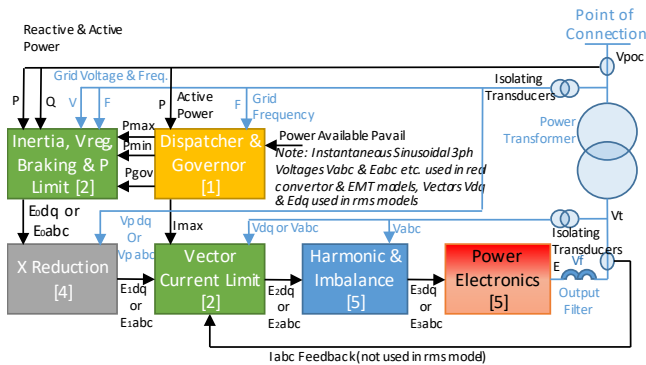 Point of
Connection
Reactive & Active
Power
Vpoc
Grid Voltage & Freq.
Isolating
Transducers
P
Q
V
F
P
Active
Power
F
Grid
Frequency
Power
Transformer
Pmax
Pmin
Pgov
Inertia, Vreg,
Braking & P
Limit [2]
Dispatcher &
Governor
[1]
Power Available Pavail
Note: Instantaneous Sinusoidal 3ph
Voltages Vabc & Eabc etc. used in red
convertor & EMT models, Vectors Vdq
& Edq used in rms models
E₀dq or
E₀abc
Vp dq
Or
Vp abc
Imax
Vdq or Vabc
Vabc
Vt
Isolating
Transducers
X Reduction
[4]
E₁dq
or
E₁abc
Vector
Current Limit
[2]
E₂dq
or
E₂abc
Harmonic &
Imbalance
[5]
E₃dq
or
E₃abc
Power
Electronics
[5]
E
Vf
Output
Filter
Iabc Feedback (not used in rms model)